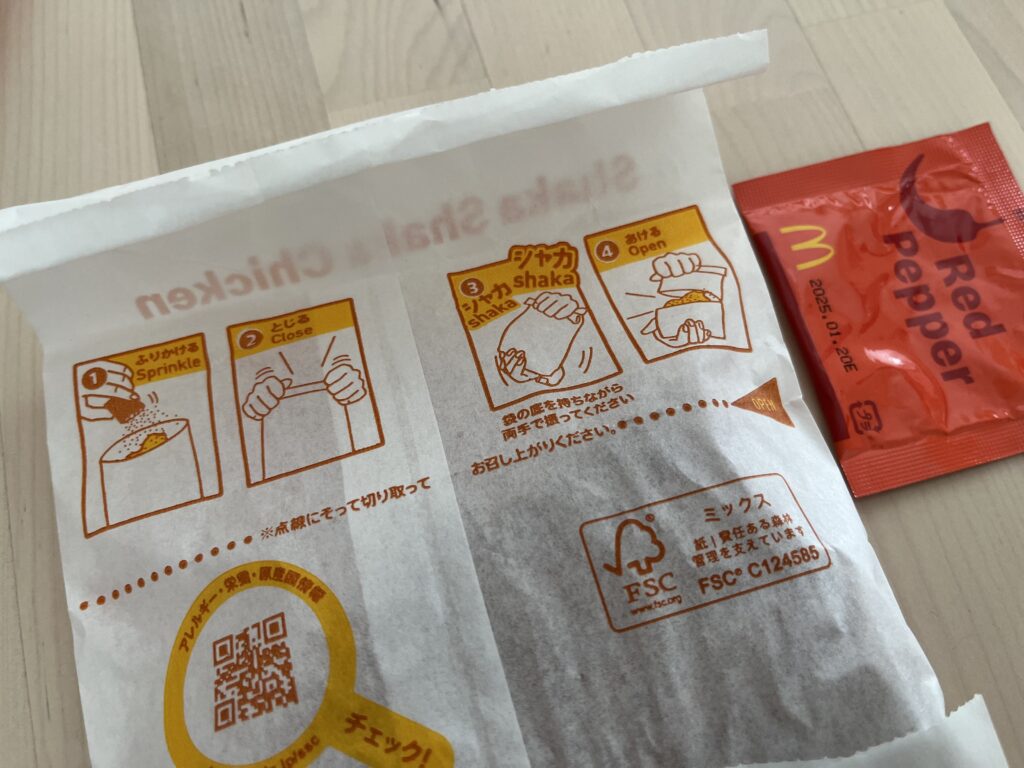 Shaka Shaka Chicken
1
ふりかける
Sprinkle
2
とじる
Close
3
シャカ
shaka
シャカ
shaka
4
あける
Open
袋の底を持ちながら
両手で振ってください
※点線にそって切り取って
お召し上がりください。
OPEN
アレルギー・栄養・原産国情報
チェック!
FSC
www.fsc.org
ミックス
紙|責任ある森林
管理を支えています
FSC® C124585
Red
Pepper
2025.01.20E